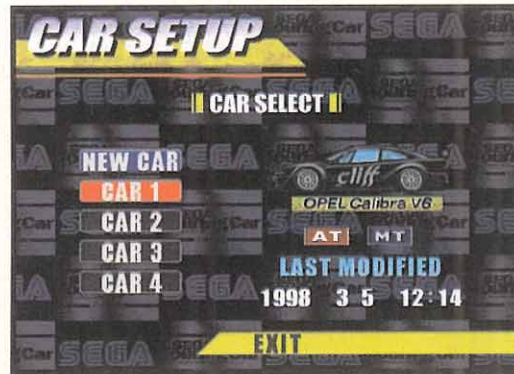 CAR SETUP
CAR SELECT
NEW CAR
CAR 1
CAR 2
CAR 3
CAR 4
cliff
OPEL Calibra V6
AT MT
LAST MODIFIED
1998 3 5 12:14
EXIT